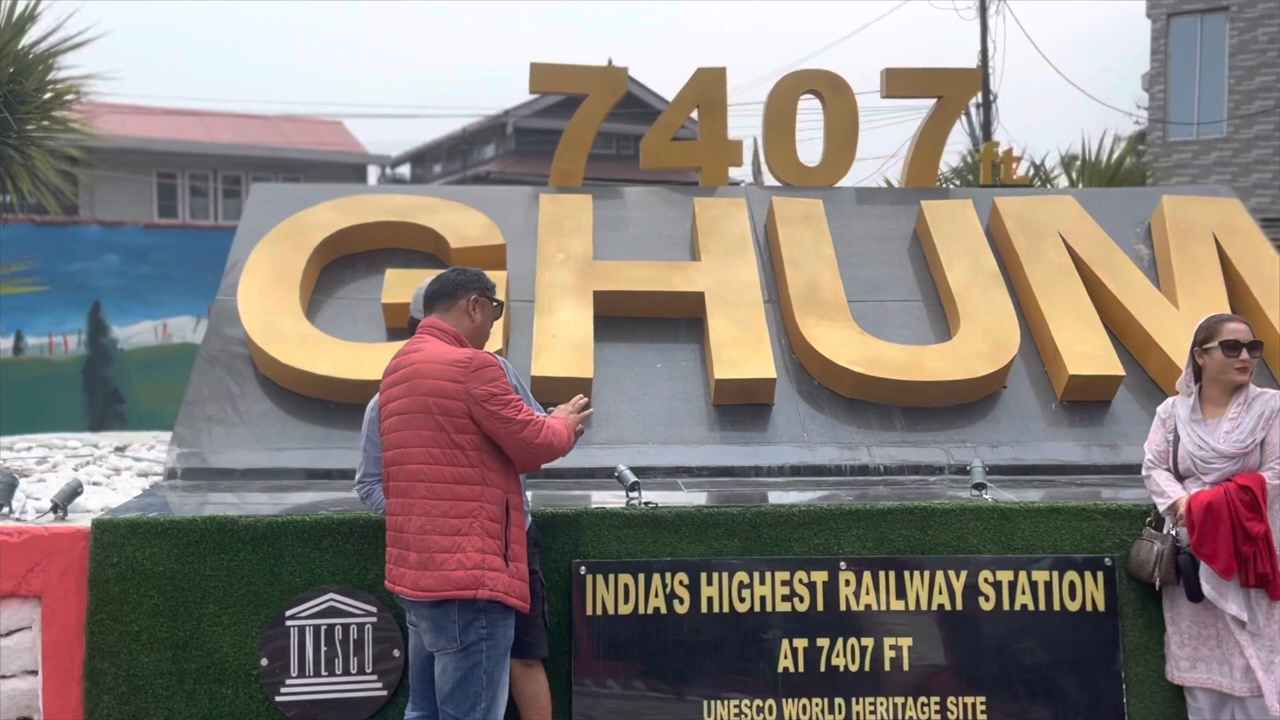 7407 ft
GHUM
UNESCO
INDIA'S HIGHEST RAILWAY STATION
AT 7407 FT
UNESCO WORLD HERITAGE SITE